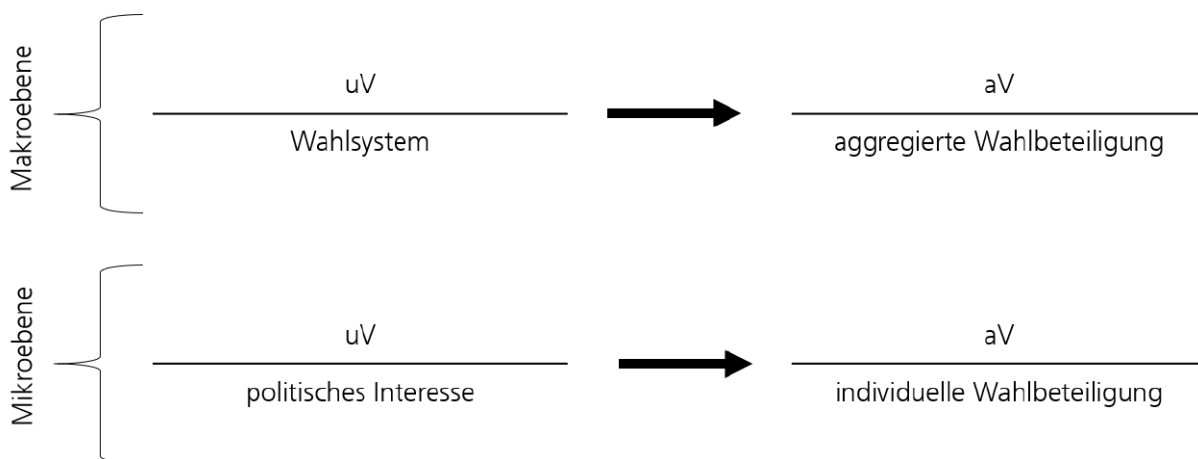 Makroebene
uV
aV
Wahlsystem
aggregierte Wahlbeteiligung
Mikroebene
uV
aV
politisches Interesse
individuelle Wahlbeteiligung